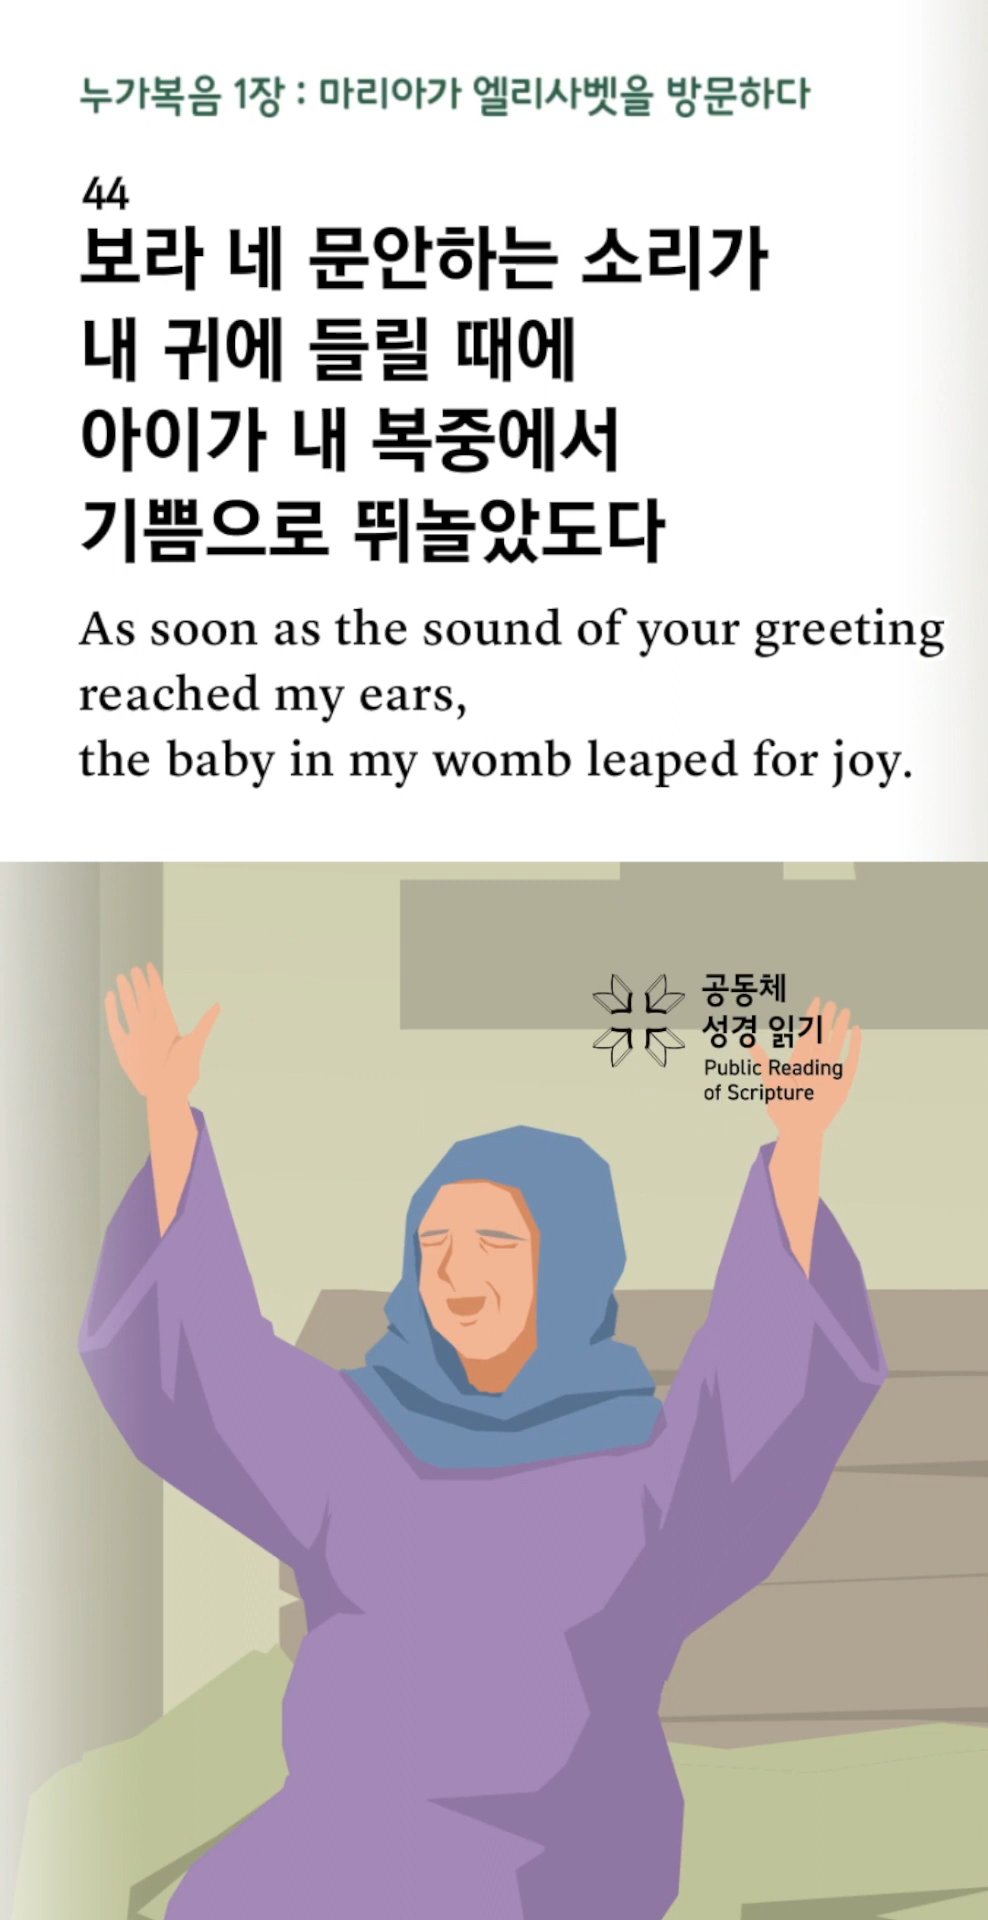 누가복음 1장 : 마리아가 엘리사벳을 방문하다
44
보라 네 문안하는 소리가
내 귀에 들릴 때에
아이가 내 복중에서
기쁨으로 뛰놀았도다
As soon as the sound of your greeting
reached my ears,
the baby in my womb leaped for joy.
공동체
성경 읽기
Public Reading
of Scripture